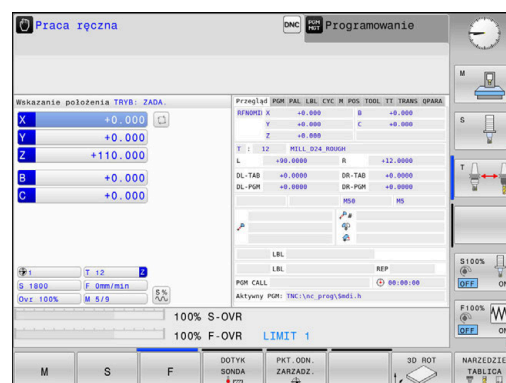 Praca ręczna
DNC
PGM MGT
Programowanie
Wskazanie położenia TRYB: ZADA.
X +0.000
Y +0.000
Z +110.000
B +0.000
C +0.000
1 T 12 Z
S 1800 F 0mm/min
Ovr 100% M 5/9
S %
Przegląd PGM PAL LBL CYC M POS TOOL TT TRANS QPARA
RFNOMI X +0.000 B +0.000
Y +0.000 C +0.000
Z +0.000
T : 12 MILL_D24_ROUGH
L +90.0000 R +12.0000
DL-TAB +0.0000 DR-TAB +0.0000
DL-PGM +0.0000 DR-PGM +0.0000
M50 M5
P #
LBL
LBL REP
PGM CALL 00:00:00
Aktywny PGM: TNC:\nc_prog\$mdi.h
100% S-OVR
100% F-OVR LIMIT 1
M
S
T
S100%
OFF ON
F100% W
OFF ON
M
S
F
DOTYK SONDA
PKT.ODN. ZARZADZ.
3D ROT
NARZEDZIE TABLICA